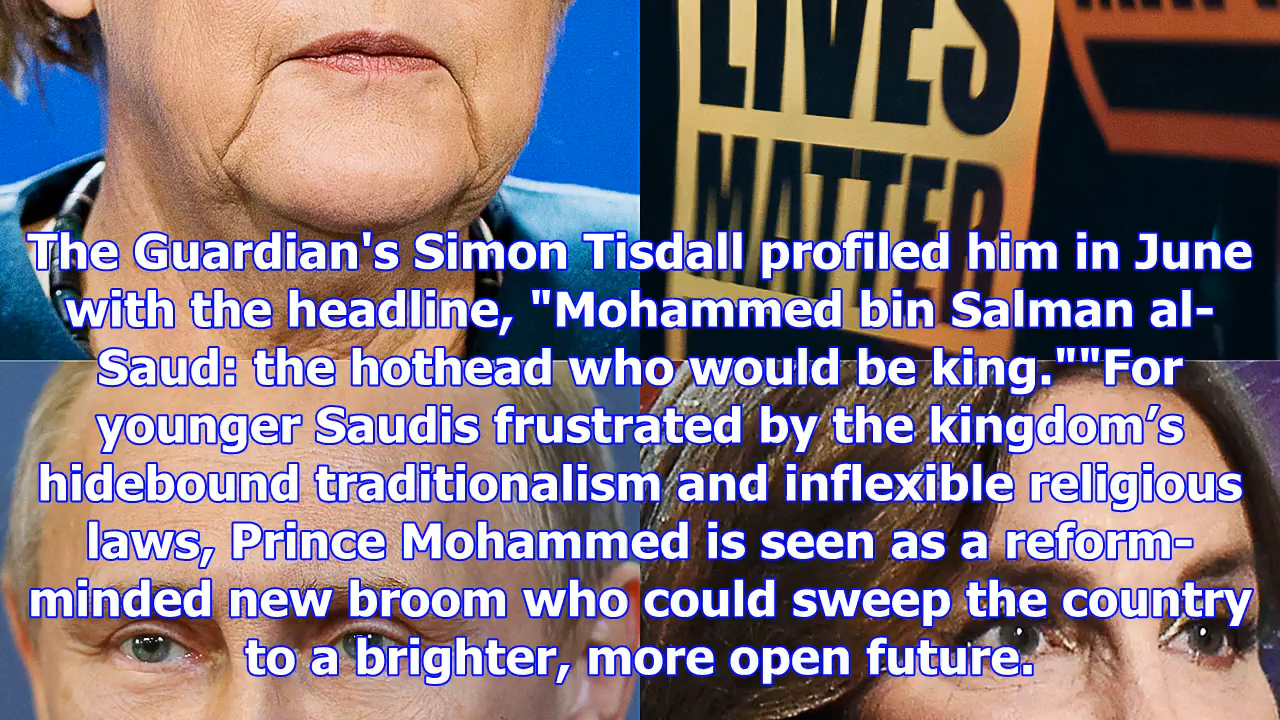 LIVES
MATTER
The Guardian's Simon Tisdall profiled him in June
with the headline, "Mohammed bin Salman al-
Saud: the hothead who would be king.""For
younger Saudis frustrated by the kingdom’s
hidebound traditionalism and inflexible religious
laws, Prince Mohammed is seen as a reform-
minded new broom who could sweep the country
to a brighter, more open future.